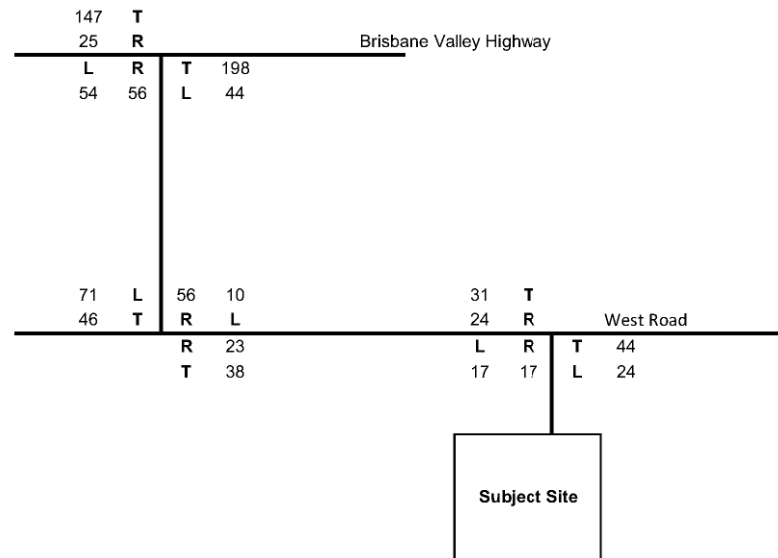 147 T
25 R Brisbane Valley Highway
L R T 198
54 56 L 44
71 L 56 10 31 T
46 T R L 24 R West Road
R 23 L R T 44
T 38 17 17 L 24
Subject Site